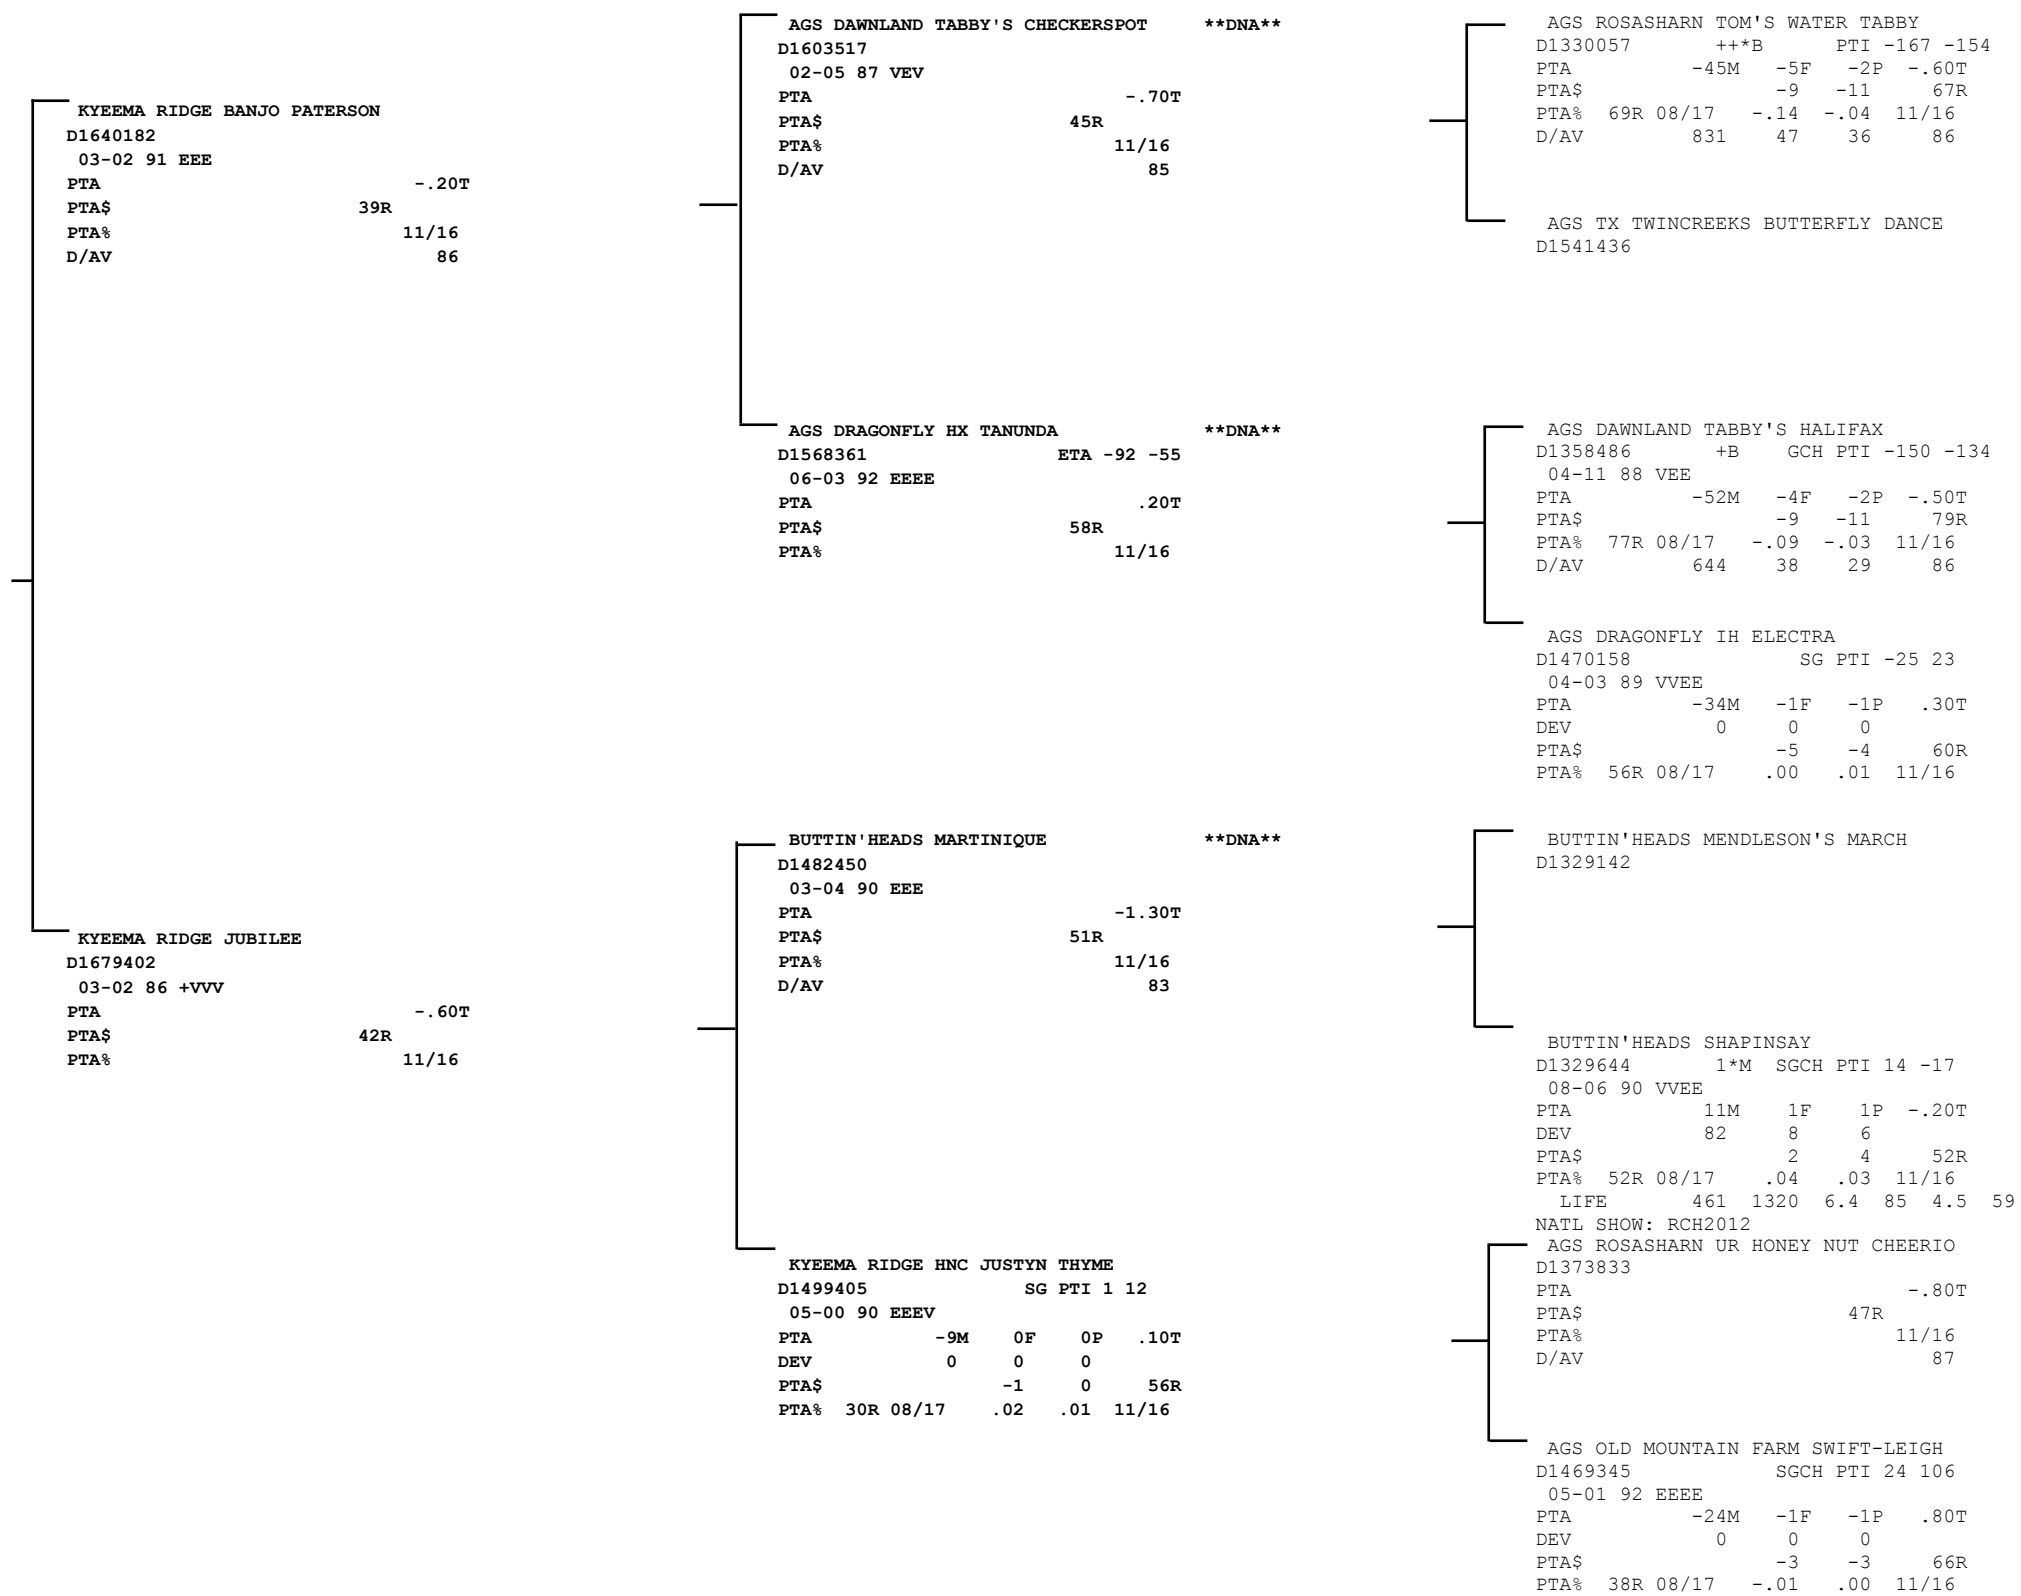 KYEEMA RIDGE BANJO PATERSON
D1640182
03-02 91 EEE
PTA -.20T
PTA$ 39R
PTA% 11/16
D/AV 86
KYEEMA RIDGE JUBILEE
D1679402
03-02 86 +VVV
PTA -.60T
PTA$ 42R
PTA% 11/16
AGS DAWNLAND TABBY'S CHECKERSPOT **DNA**
D1603517
02-05 87 VEV
PTA -.70T
PTA$ 45R
PTA% 11/16
D/AV 85
AGS DRAGONFLY HX TANUNDA **DNA**
D1568361 ETA -92 -55
06-03 92 EEEE
PTA .20T
PTA$ 58R
PTA% 11/16
BUTTIN'HEADS MARTINIQUE **DNA**
D1482450
03-04 90 EEE
PTA -1.30T
PTA$ 51R
PTA% 11/16
D/AV 83
KYEEMA RIDGE HNC JUSTYN THYME
D1499405 SG PTI 1 12
05-00 90 EEEV
PTA -9M 0F 0P .10T
DEV 0 0 0
PTA$ -1 0 56R
PTA% 30R 08/17 .02 .01 11/16
AGS ROSASHARN TOM'S WATER TABBY
D1330057 ++*B PTI -167 -154
PTA -45M -5F -2P -.60T
PTA$ -9 -11 67R
PTA% 69R 08/17 -.14 -.04 11/16
D/AV 831 47 36 86
AGS TX TWINCREEKS BUTTERFLY DANCE
D1541436
AGS DAWNLAND TABBY'S HALIFAX
D1358486 +B GCH PTI -150 -134
04-11 88 VEE
PTA -52M -4F -2P -.50T
PTA$ -9 -11 79R
PTA% 77R 08/17 -.09 -.03 11/16
D/AV 644 38 29 86
AGS DRAGONFLY IH ELECTRA
D1470158 SG PTI -25 23
04-03 89 VVEE
PTA -34M -1F -1P .30T
DEV 0 0 0
PTA$ -5 -4 60R
PTA% 56R 08/17 .00 .01 11/16
BUTTIN'HEADS MENDLESON'S MARCH
D1329142
BUTTIN'HEADS SHAPINSAY
D1329644 1*M SGCH PTI 14 -17
08-06 90 VVEE
PTA 11M 1F 1P -.20T
DEV 82 8 6
PTA$ 2 4 52R
PTA% 52R 08/17 .04 .03 11/16
LIFE 461 1320 6.4 85 4.5 59
NATL SHOW: RCH2012
AGS ROSASHARN UR HONEY NUT CHEERIO
D1373833
PTA -.80T
PTA$ 47R
PTA% 11/16
D/AV 87
AGS OLD MOUNTAIN FARM SWIFT-LEIGH
D1469345 SGCH PTI 24 106
05-01 92 EEEE
PTA -24M -1F -1P .80T
DEV 0 0 0
PTA$ -3 -3 66R
PTA% 38R 08/17 -.01 .00 11/16